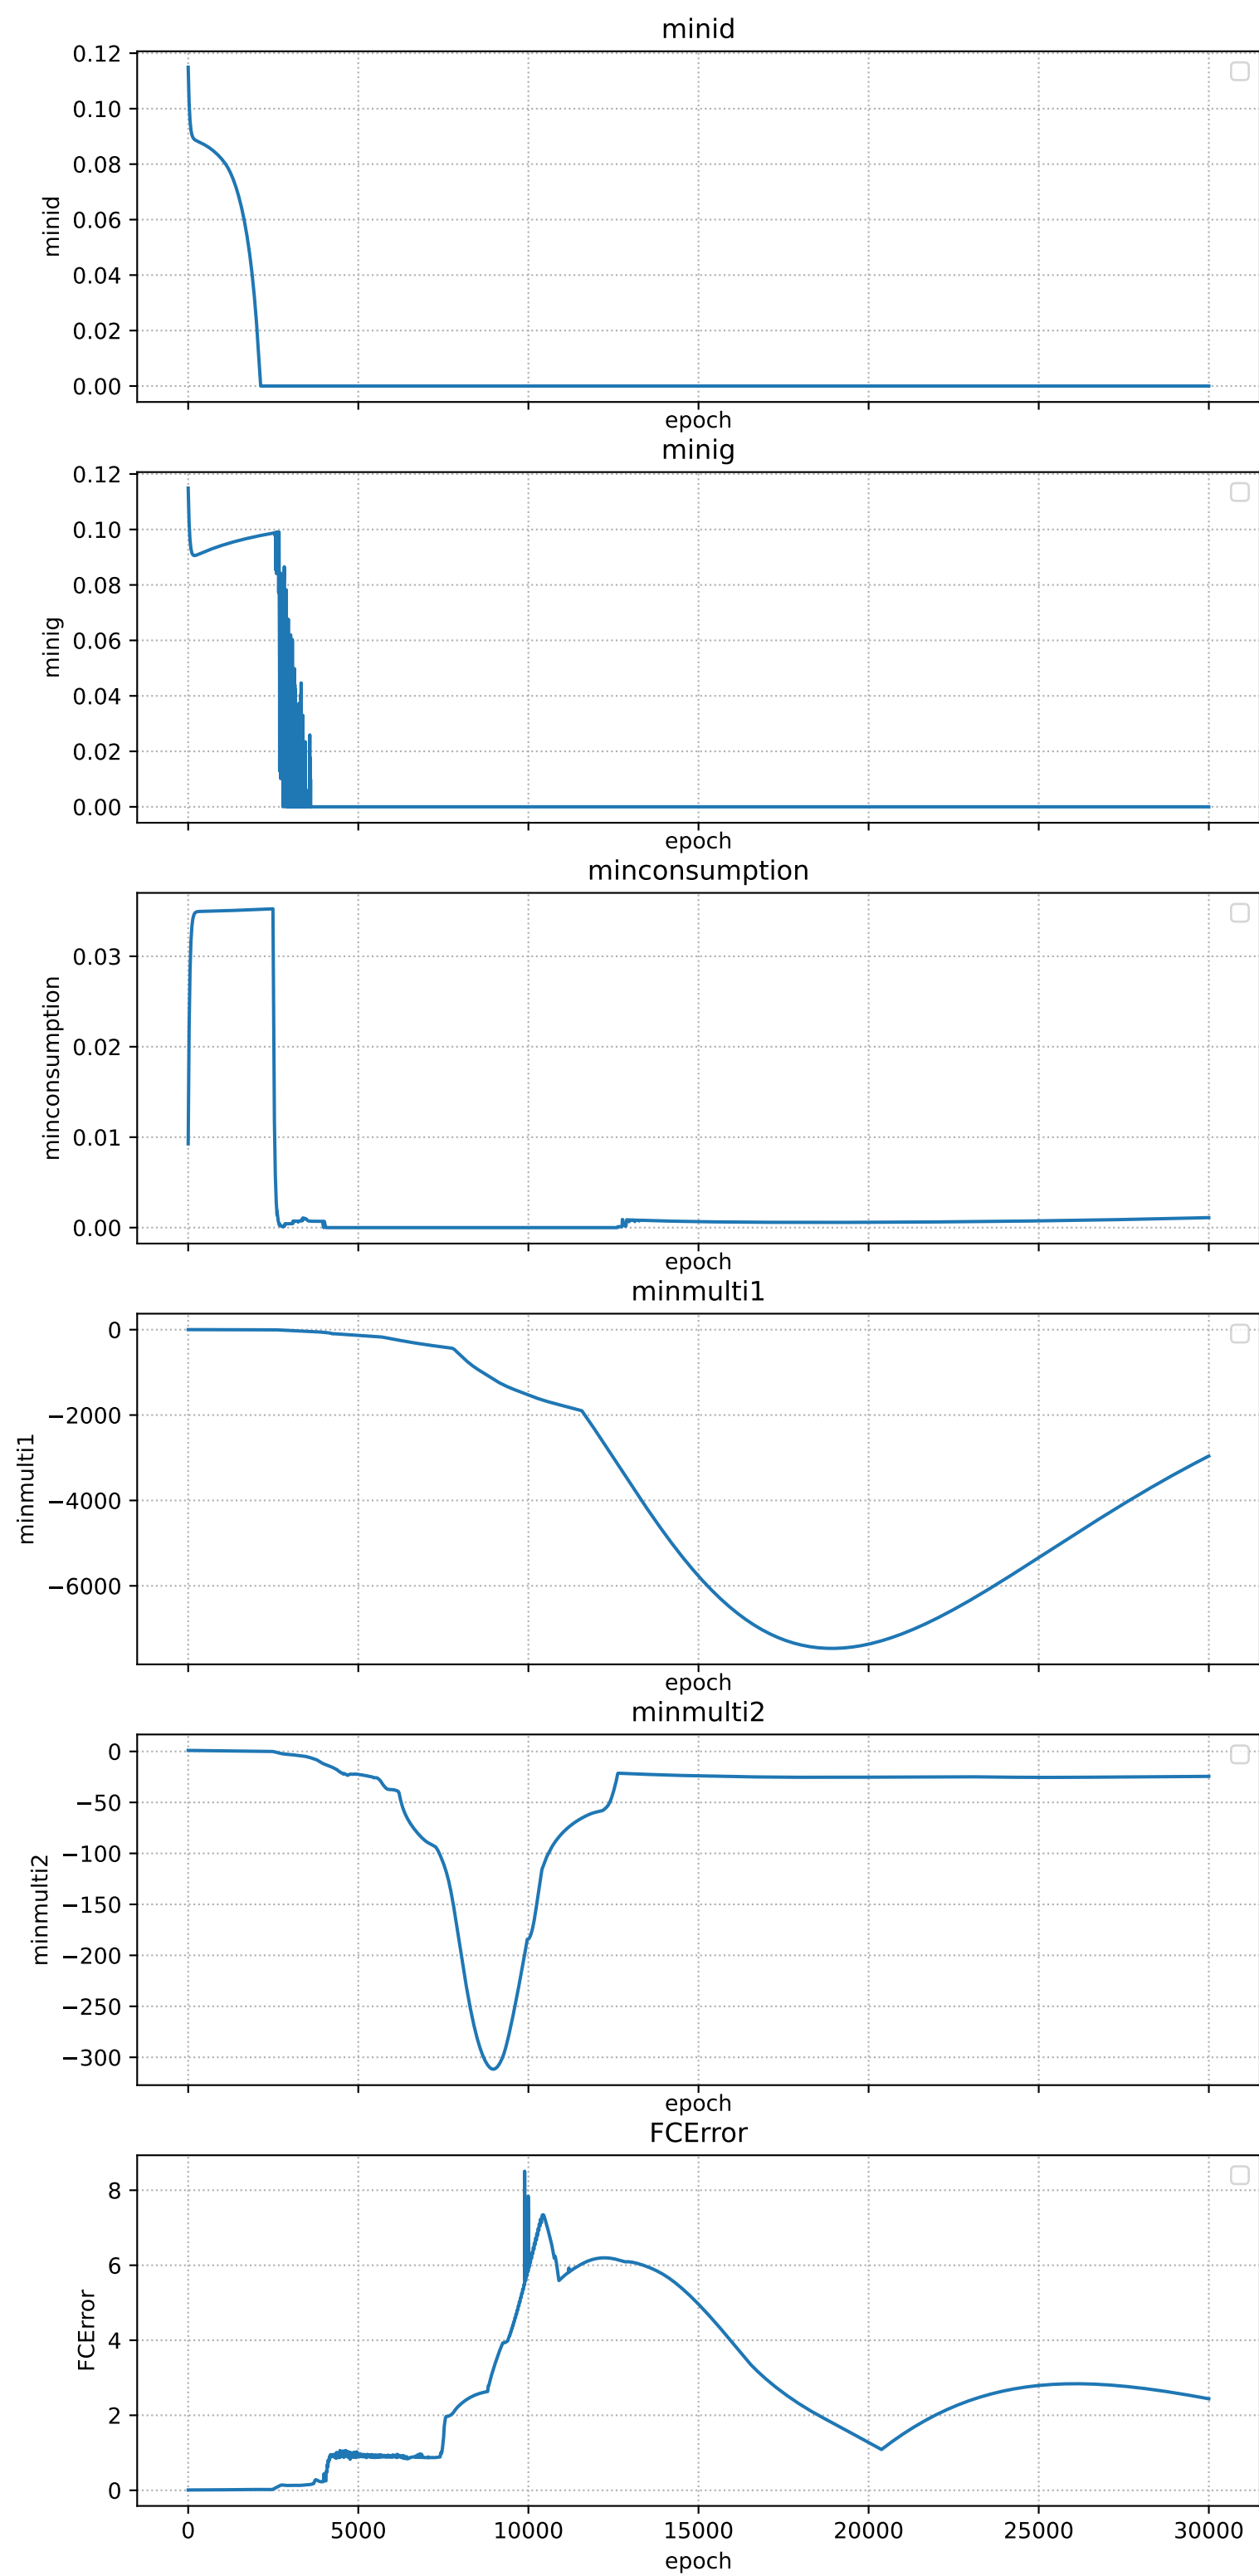 minid
0.12
0.10
0.08
0.06
0.04
0.02
0.00
minid
epoch
minig
0.12
0.10
0.08
0.06
0.04
0.02
0.00
minig
epoch
minconsumption
0.03
0.02
0.01
0.00
minconsumption
epoch
minmulti1
0
−2000
−4000
−6000
minmulti1
epoch
minmulti2
0
−50
−100
−150
−200
−250
−300
minmulti2
epoch
FCError
8
6
4
2
0
FCError
0 5000 10000 15000 20000 25000 30000
epoch